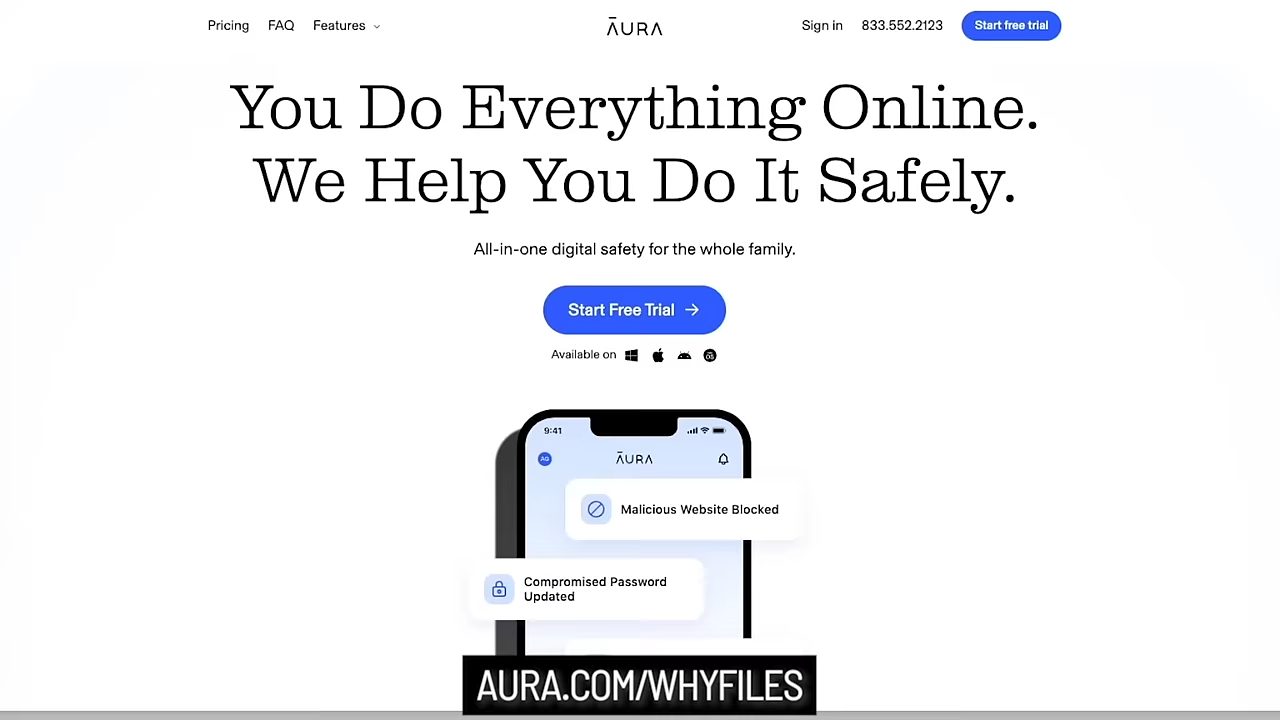 Pricing FAQ Features
ĀURA
Sign in 833.552.2123 Start free trial
You Do Everything Online.
We Help You Do It Safely.
All-in-one digital safety for the whole family.
Start Free Trial →
Available on
9:41
AG ĀURA
Malicious Website Blocked
Compromised Password
Updated
AURA.COM/WHYFILES